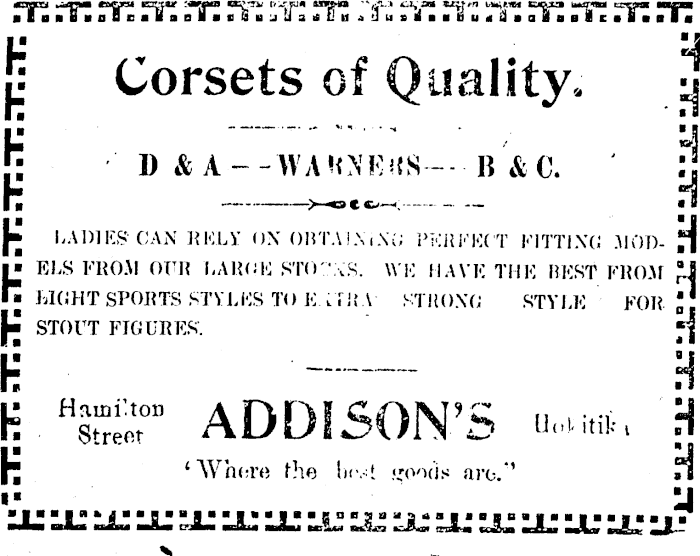 Corsets of Quality.
D & A -- WARNERS -- B & C.
LADIES CAN RELY ON OBTAINING PERFECT FITTING MOD-
ELS FROM OUR LARGE STOCKS. WE HAVE THE BEST FROM
LIGHT SPORTS STYLES TO EXTRA STRONG STYLE FOR
STOUT FIGURES.
Hamilton Street ADDISON'S Hokitika
"Where the best goods are."